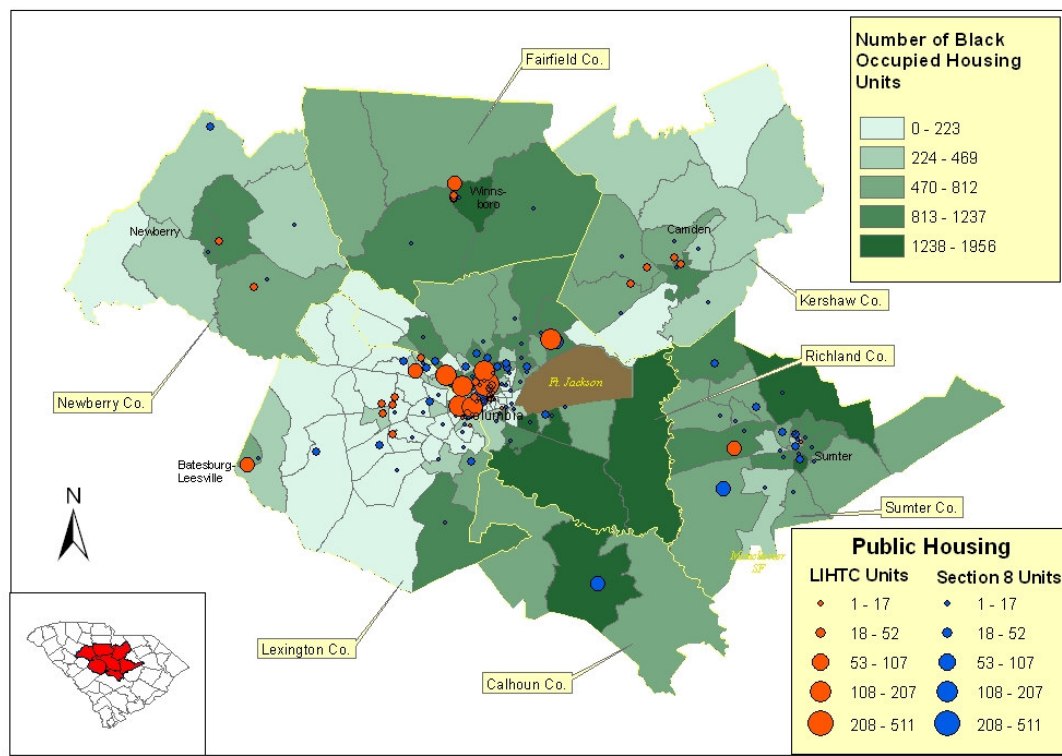 Fairfield Co.
Number of Black
Occupied Housing
Units
0 - 223
224 - 469
470 - 812
813 - 1237
1238 - 1956
Winns-
boro
Newberry
Camden
Kershaw Co.
Richland Co.
Ft. Jackson
Newberry Co.
Columbia
Batesburg-
Leesville
Sumter
N
Sumter Co.
SF
Lexington Co.
Calhoun Co.
Public Housing
LIHTC Units
Section 8 Units
1 - 17
1 - 17
18 - 52
18 - 52
53 - 107
53 - 107
108 - 207
108 - 207
208 - 511
208 - 511